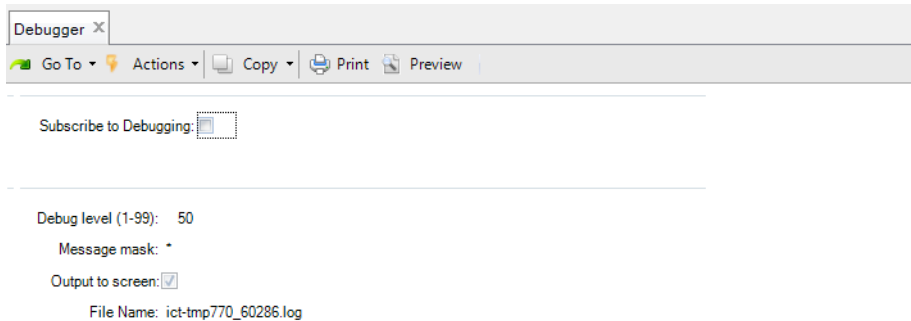 Debugger X
Go To Actions Copy Print Preview
Subscribe to Debugging:
Debug level (1-99): 50
Message mask: *
Output to screen:
File Name: ict-tmp770_60286.log